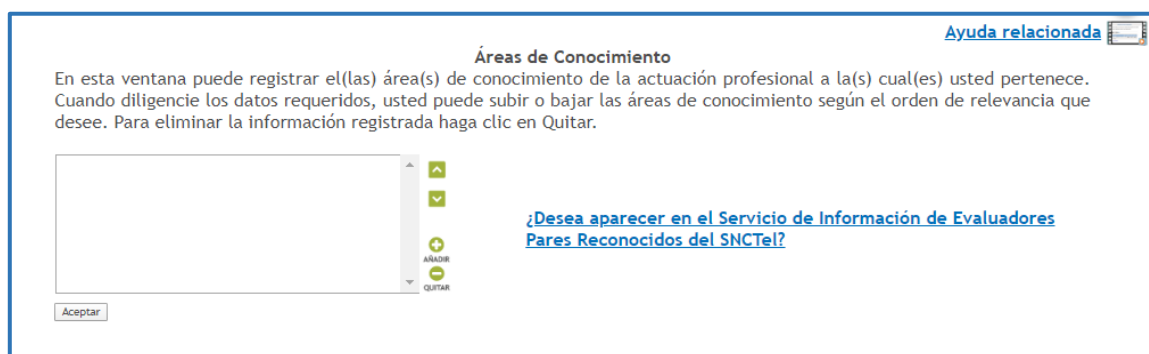 Ayuda relacionada
Áreas de Conocimiento
En esta ventana puede registrar el(las) área(s) de conocimiento de la actuación profesional a la(s) cual(es) usted pertenece.
Cuando diligencie los datos requeridos, usted puede subir o bajar las áreas de conocimiento según el orden de relevancia que
desee. Para eliminar la información registrada haga clic en Quitar.
¿Desea aparecer en el Servicio de Información de Evaluadores
Pares Reconocidos del SNCTeI?
AÑADIR
QUITAR
Aceptar